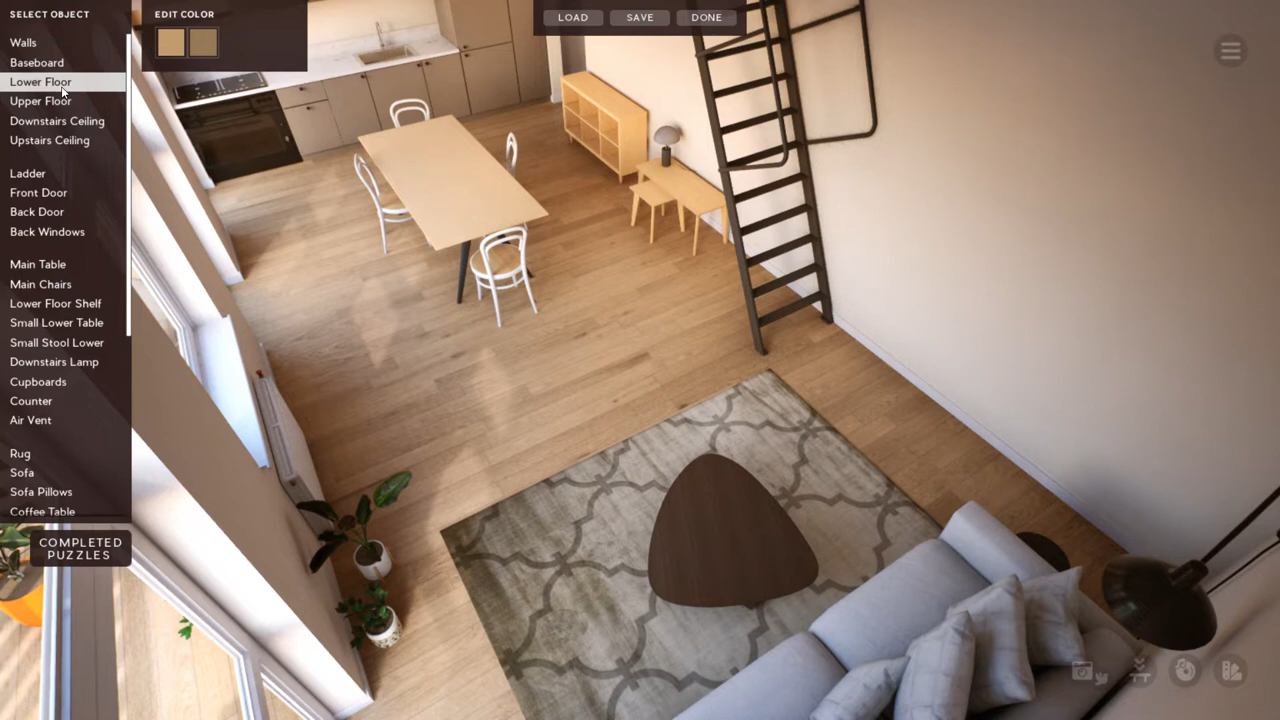 SELECT OBJECT
Walls
Baseboard
Lower Floor
Upper Floor
Downstairs Ceiling
Upstairs Ceiling
Ladder
Front Door
Back Door
Back Windows
Main Table
Main Chairs
Lower Floor Shelf
Small Lower Table
Small Stool Lower
Downstairs Lamp
Cupboards
Counter
Air Vent
Rug
Sofa
Sofa Pillows
Coffee Table
COMPLETED
PUZZLES
EDIT COLOR
LOAD SAVE DONE